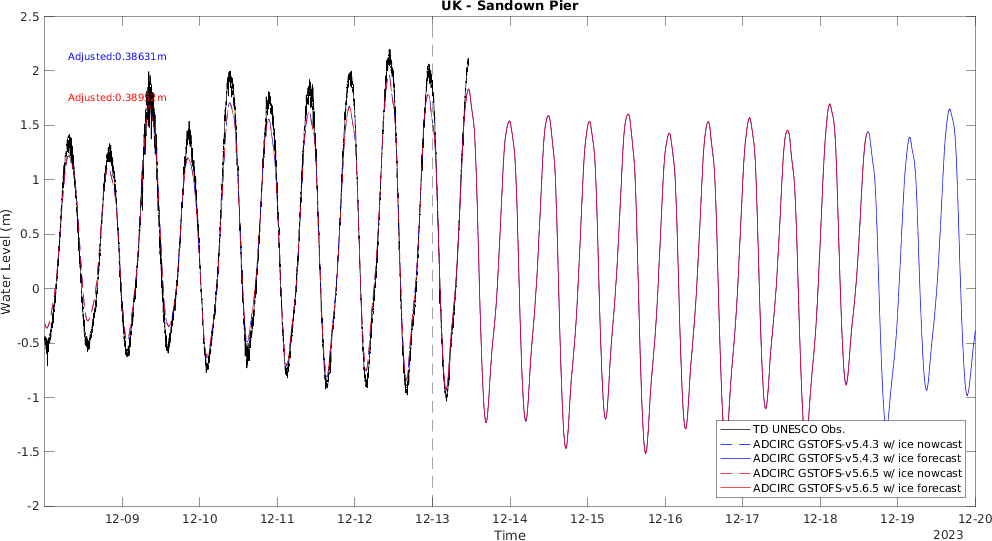 UK - Sandown Pier
2.5
2
1.5
1
0.5
0
-0.5
-1
-1.5
-2
Water Level (m)
Adjusted:0.38631m
TD UNESCO Obs.
ADCIRC GSTOFS-v5.4.3 w/ ice nowcast
ADCIRC GSTOFS-v5.4.3 w/ ice forecast
ADCIRC GSTOFS-v5.6.5 w/ ice nowcast
ADCIRC GSTOFS-v5.6.5 w/ ice forecast
12-09 12-10 12-11 12-12 12-13 12-14 12-15 12-16 12-17 12-18 12-19 12-20
Time
2023